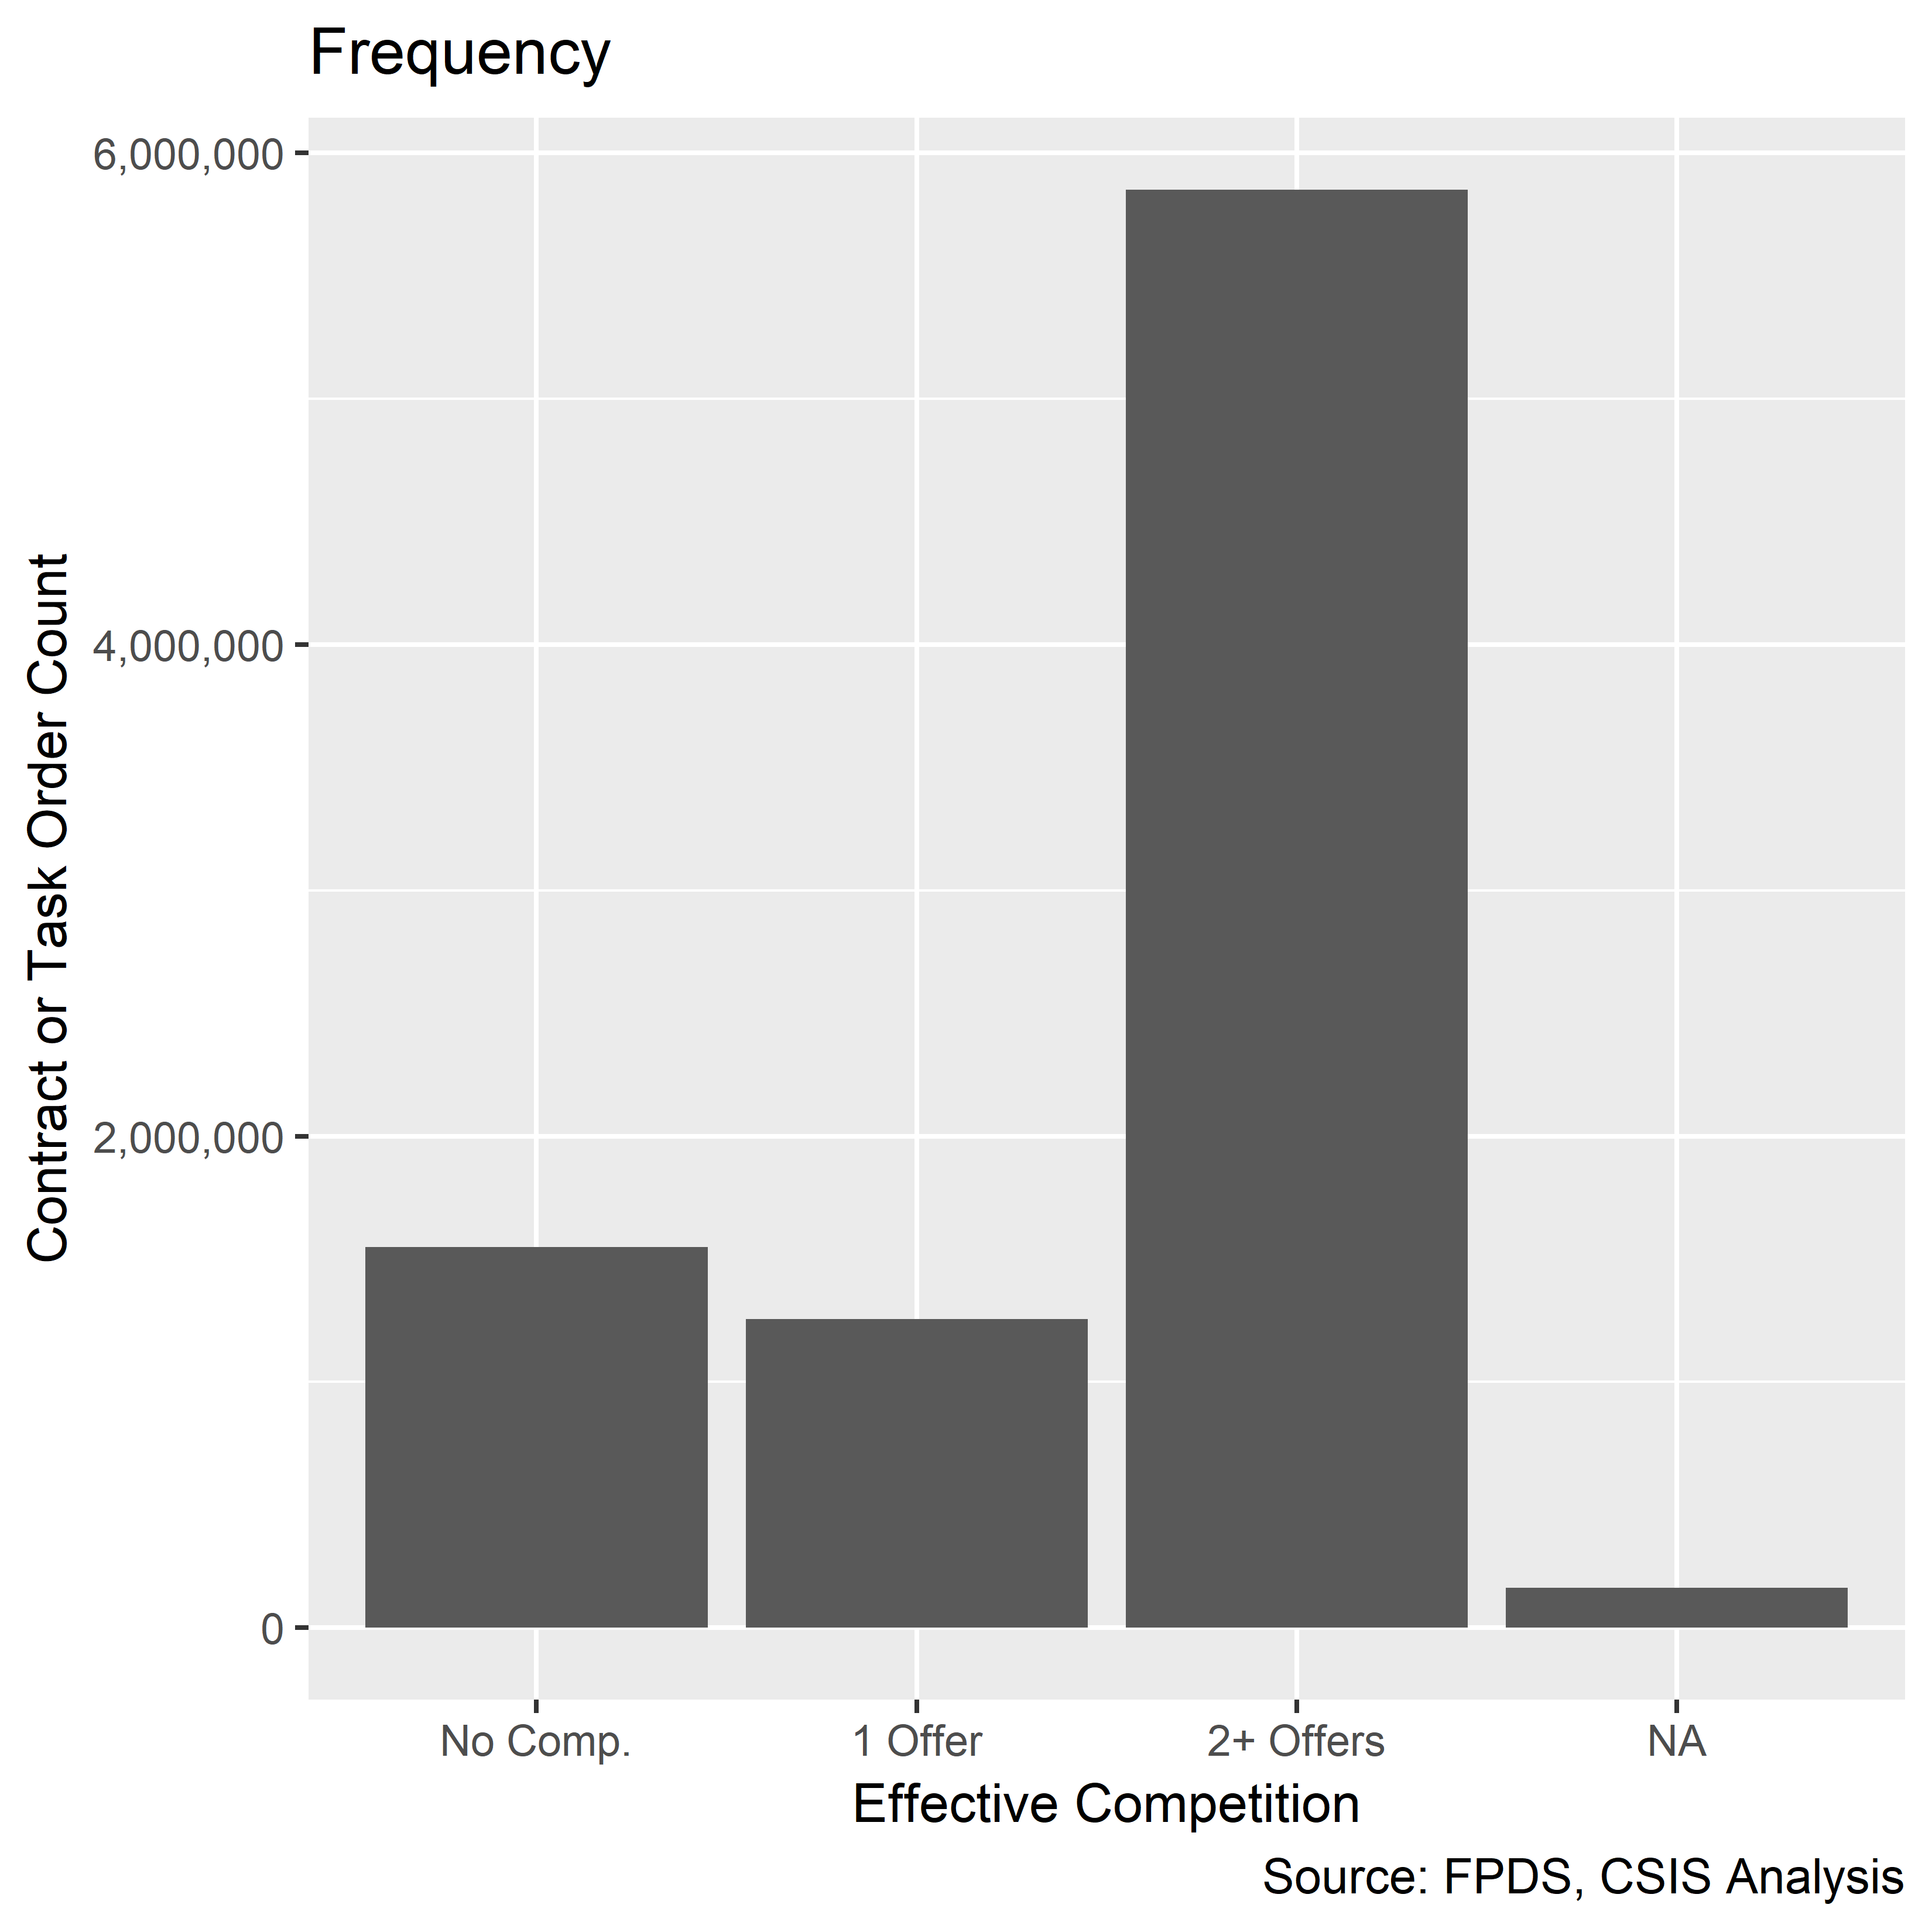 Frequency
6,000,000
4,000,000
2,000,000
0
Contract or Task Order Count
No Comp.
1 Offer
2+ Offers
NA
Effective Competition
Source: FPDS, CSIS Analysis